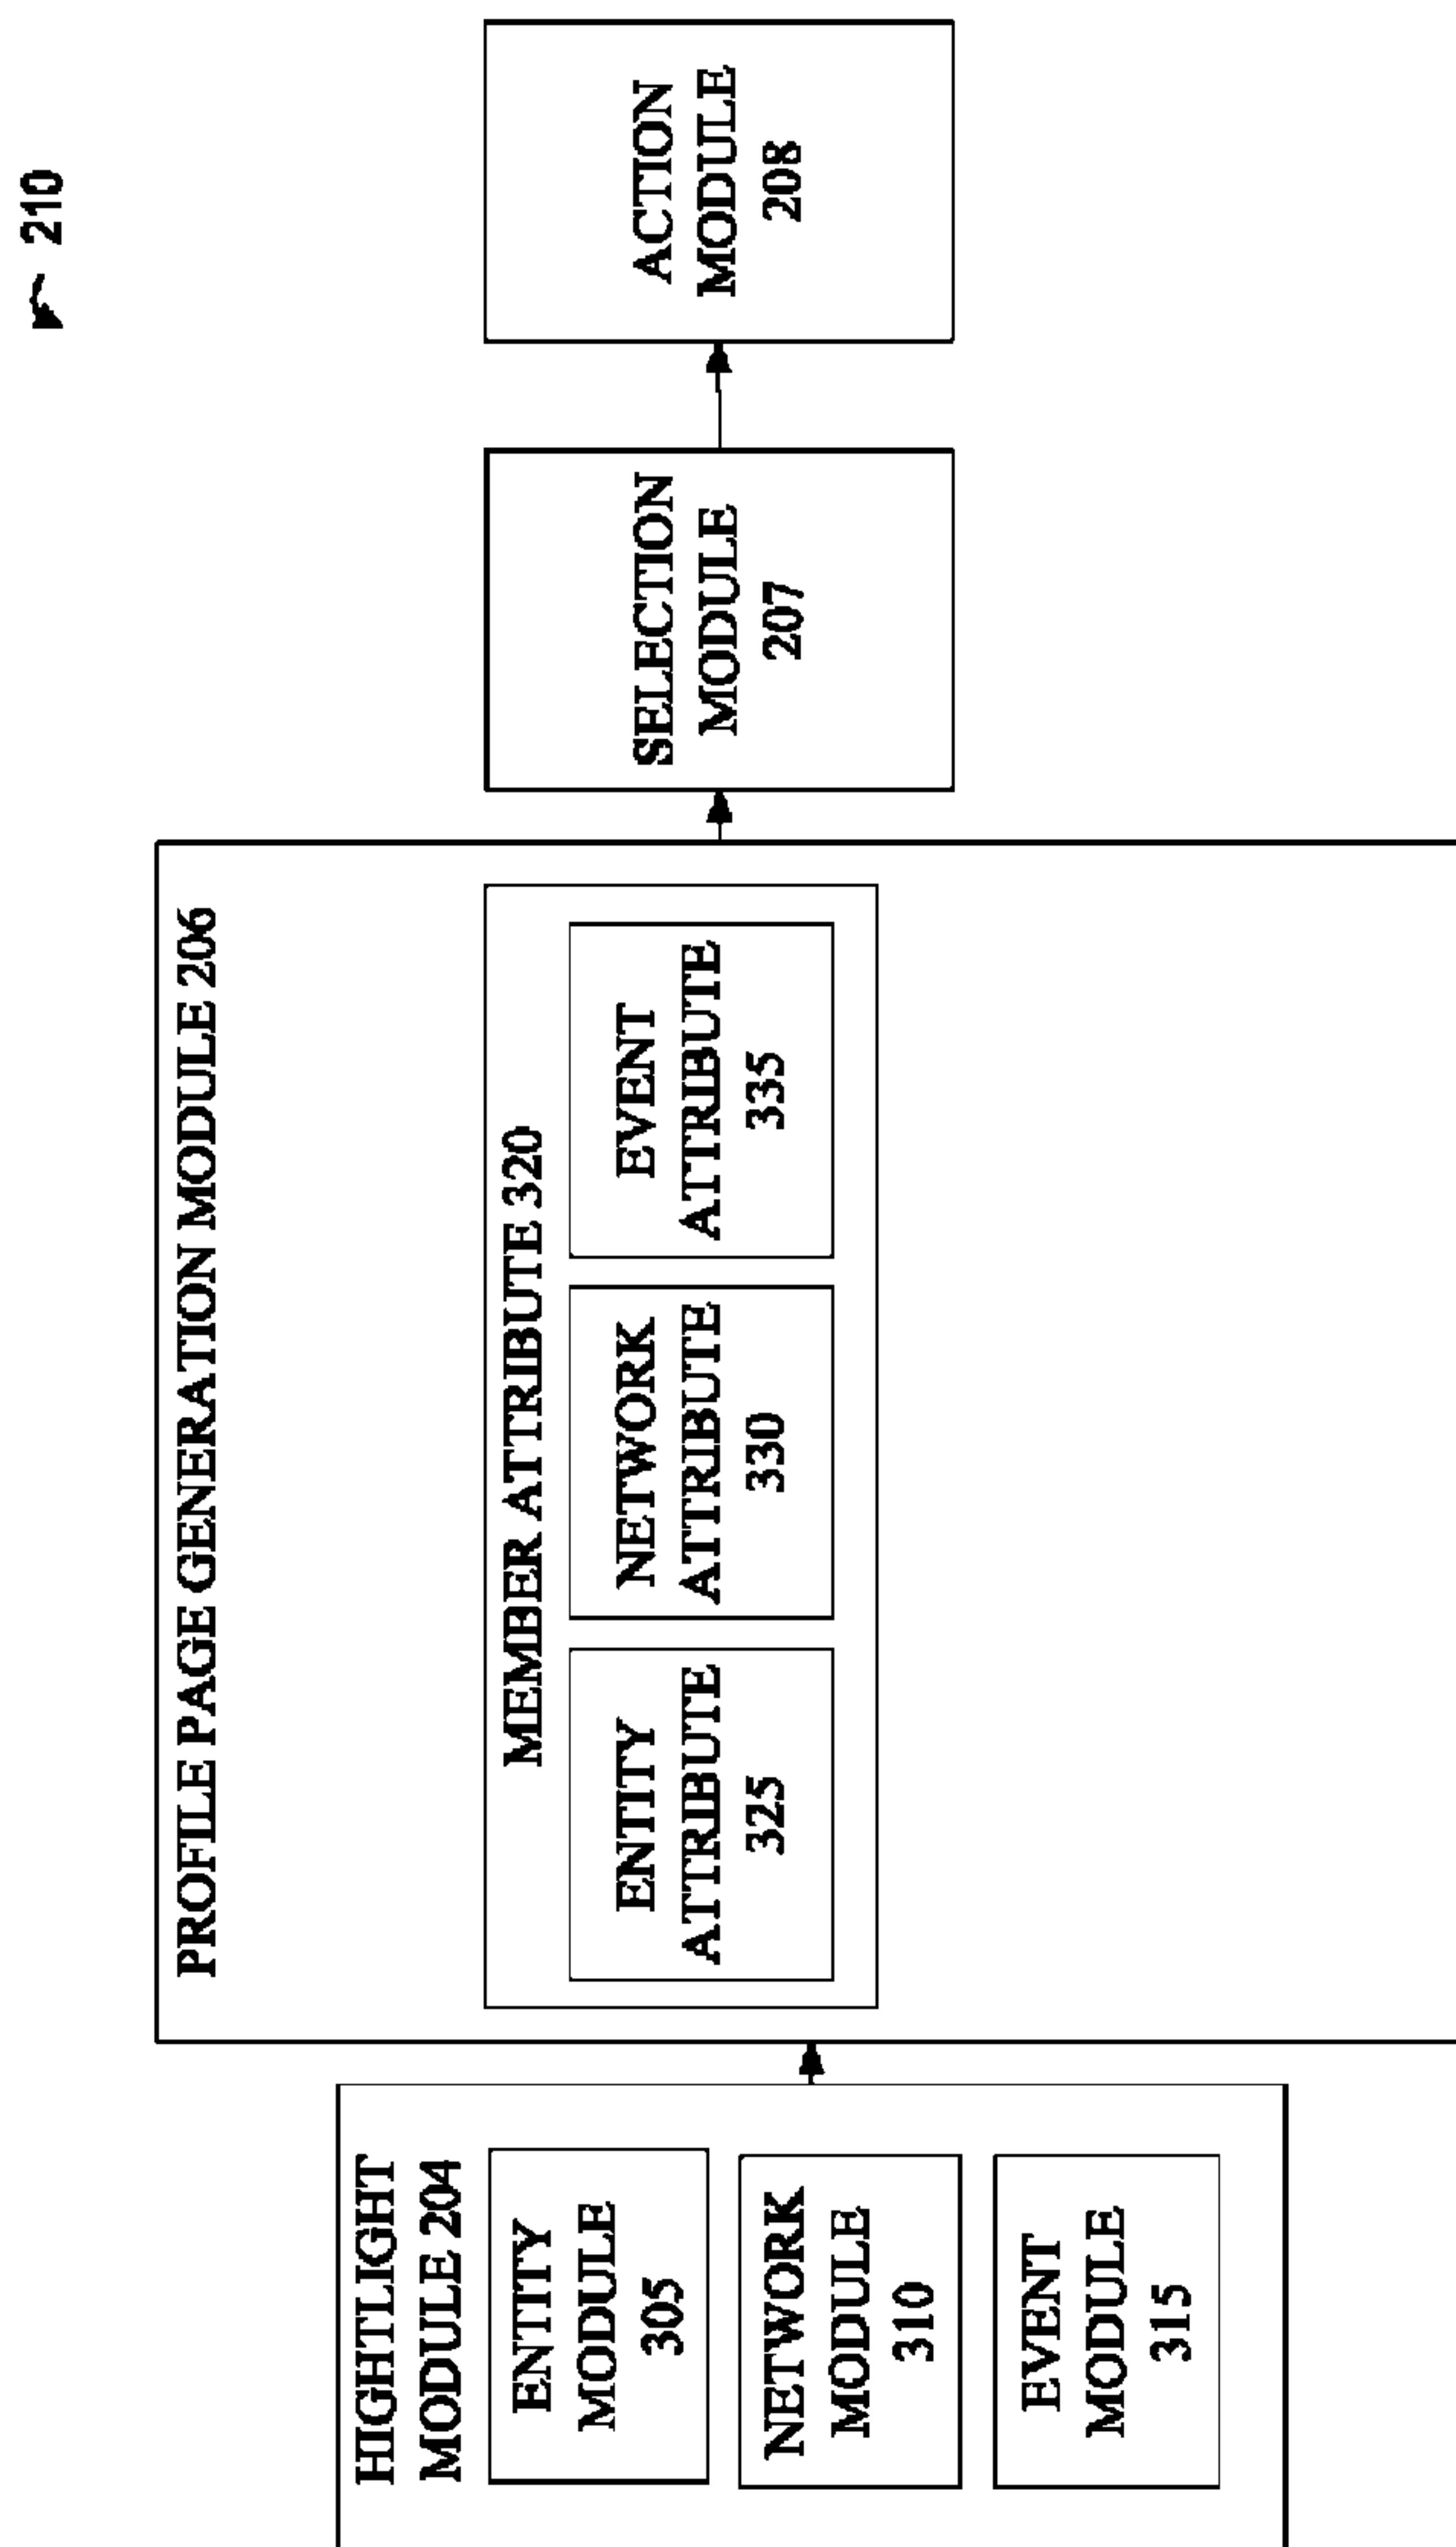 210
HIGHTLIGHT
MODULE 204
ENTITY
MODULE
305
NETWORK
MODULE
310
EVENT
MODULE
315
PROFILE PAGE GENERATION MODULE 206
MEMBER ATTRIBUTE 320
ENTITY
ATTRIBUTE
325
NETWORK
ATTRIBUTE
330
EVENT
ATTRIBUTE
335
SELECTION
MODULE
207
ACTION
MODULE
208